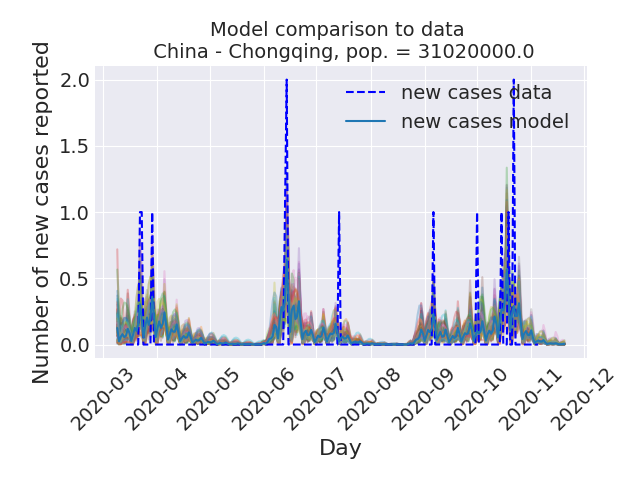 Model comparison to data
China - Chongqing, pop. = 31020000.0
Number of new cases reported
2.0
1.5
1.0
0.5
0.0
new cases data
new cases model
2020-03
2020-04
2020-05
2020-06
2020-07
2020-08
2020-09
2020-10
2020-11
2020-12
Day